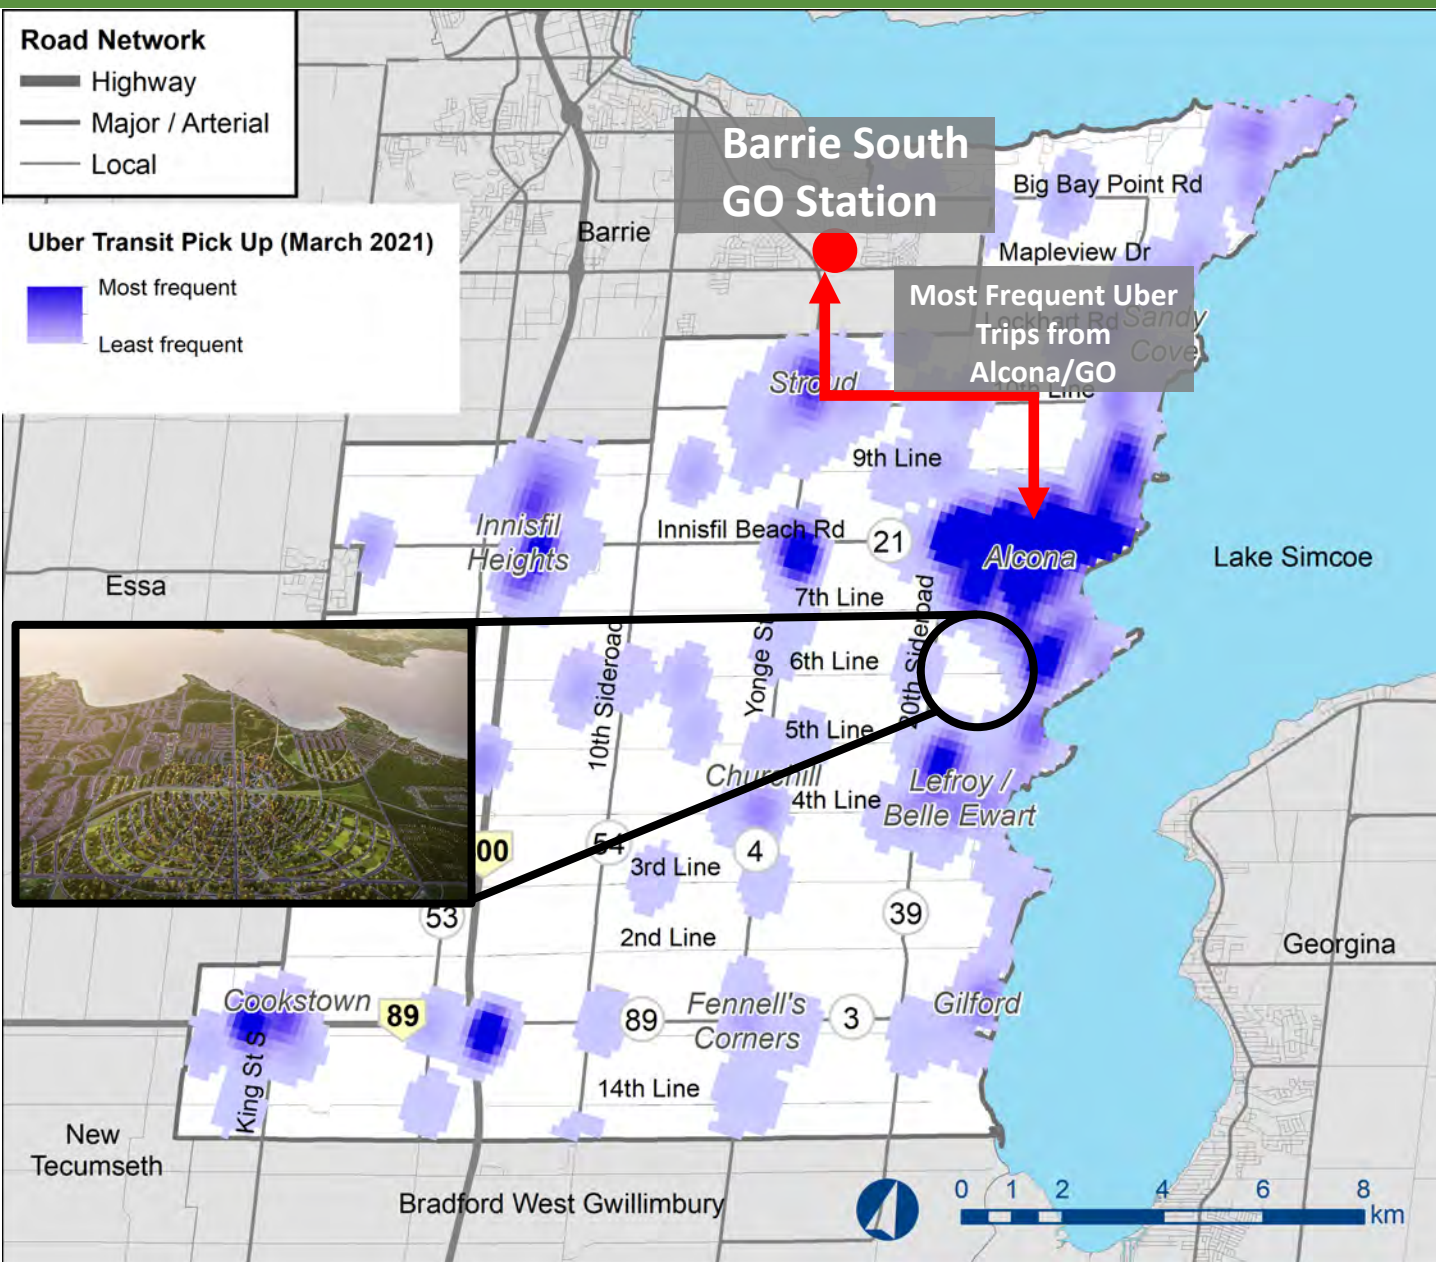 Road Network
Highway
Major / Arterial
Local
Uber Transit Pick Up (March 2021)
Most frequent
Least frequent
Barrie South
GO Station
Barrie
Big Bay Point Rd
Mapleview Dr
Most Frequent Uber
Trips from
Alcona/GO
Lockhart Rd
Sandy
Cove
10th Line
Stroud
9th Line
Innisfil
Heights
Innisfil Beach Rd
21
Alcona
Lake Simcoe
Essa
7th Line
6th Line
5th Line
4th Line
10th Sideroad
Yonge St
20th Sideroad
Churchill
Lefroy /
Belle Ewart
00
54
4
3rd Line
53
39
2nd Line
Georgina
Cookstown
89
89
Fennell's
Corners
3
Gilford
King St S
14th Line
New
Tecumseth
Bradford West Gwillimbury
0 1 2 4 6 8
km